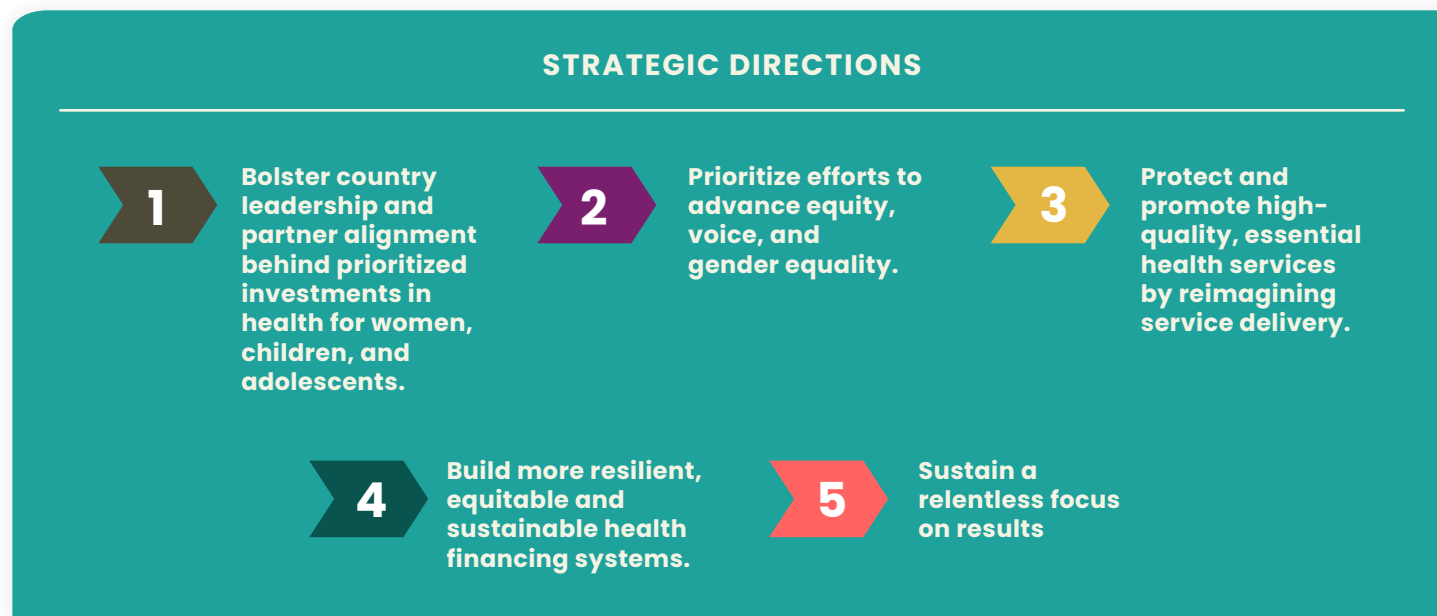 STRATEGIC DIRECTIONS
1
Bolster country
leadership and
partner alignment
behind prioritized
investments in
health for women,
children, and
adolescents.
2
Prioritize efforts to
advance equity,
voice, and
gender equality.
3
Protect and
promote high-
quality, essential
health services
by reimagining
service delivery.
4
Build more resilient,
equitable and
sustainable health
financing systems.
5
Sustain a
relentless focus
on results